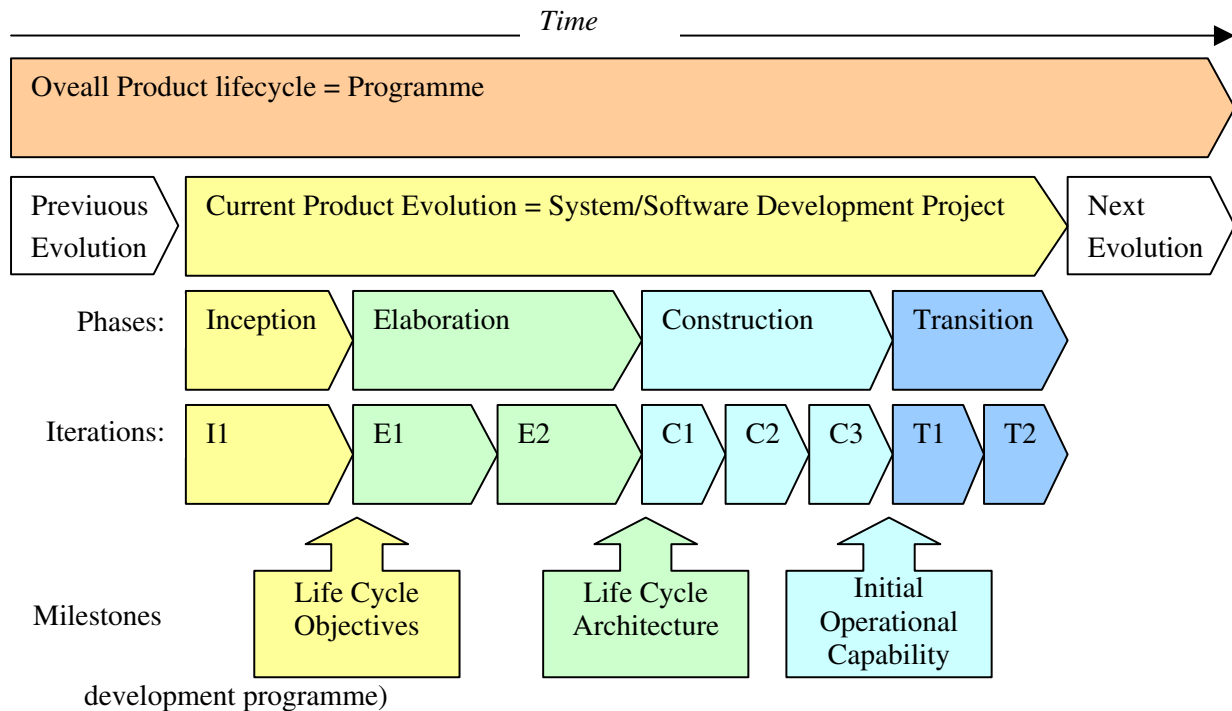 Time
Oveall Product lifecycle = Programme
Previuous
Evolution
Current Product Evolution = System/Software Development Project
Next
Evolution
Phases:
Inception
Elaboration
Construction
Transition
Iterations:
I1
E1
E2
C1
C2
C3
T1
T2
Milestones
Life Cycle
Objectives
Life Cycle
Architecture
Initial
Operational
Capability
development programme)